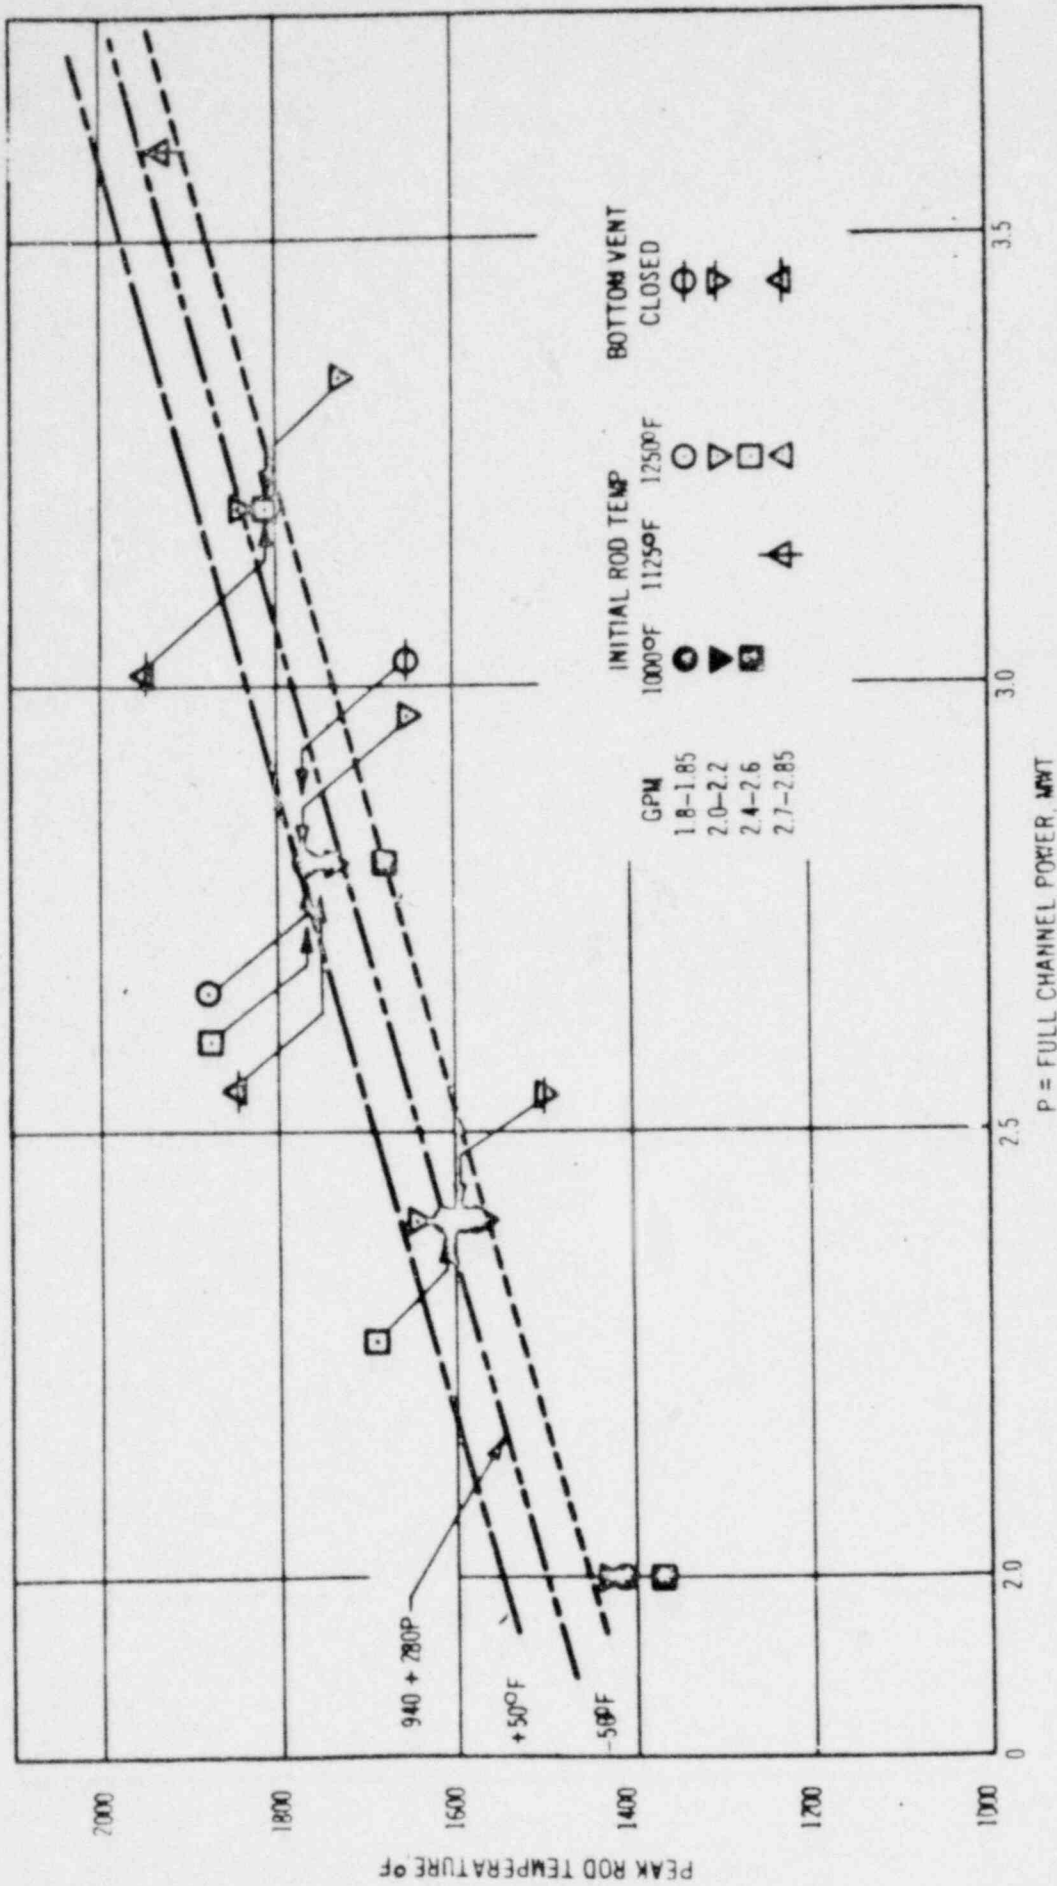 2000
1800
1600
1400
1200
1000
PEAK ROD TEMPERATURE, °F
940 + 280P
+50°F
-50°F
INITIAL ROD TEMP
BOTTOM VENT
GPM 1000°F 1125°F 1250°F CLOSED
1.8-1.85
2.0-2.2
2.4-2.6
2.7-2.85
0 2.0 2.5 3.0 3.5
P = FULL CHANNEL POWER, MWT